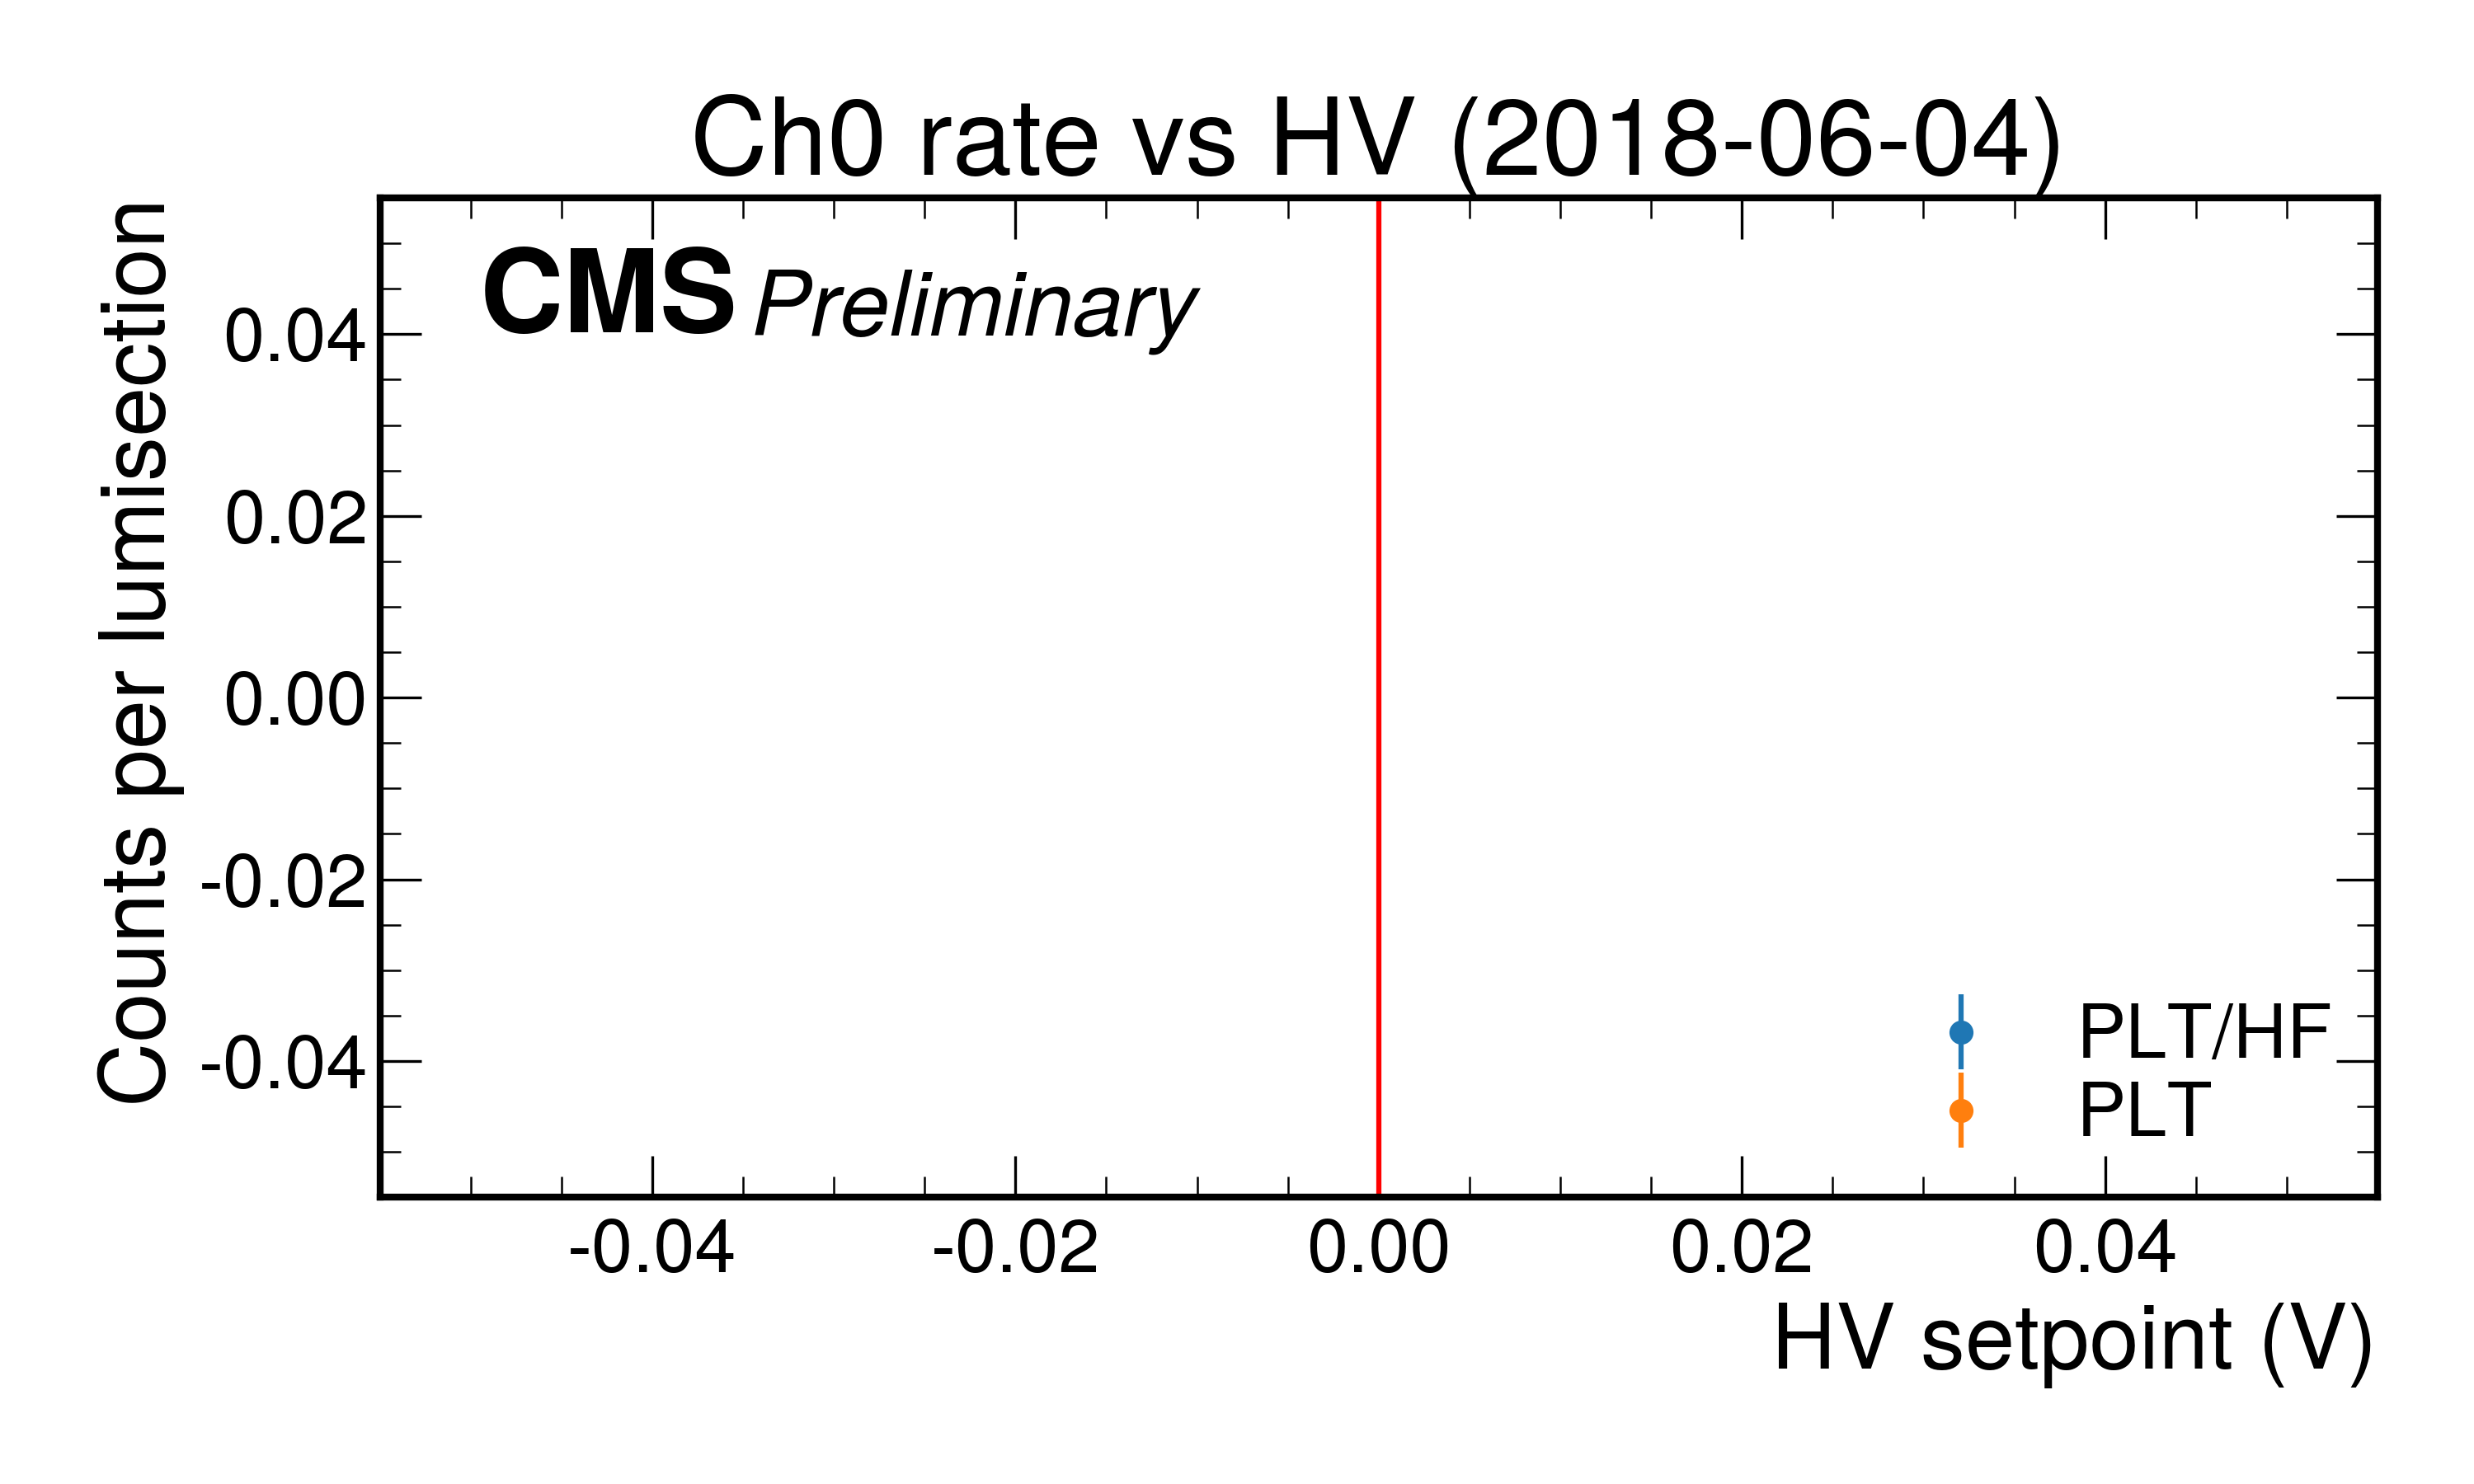 Ch0 rate vs HV (2018-06-04)
CMS Preliminary
Counts per lumisection
0.04
0.02
0.00
-0.02
-0.04
PLT/HF
PLT
-0.04 -0.02 0.00 0.02 0.04
HV setpoint (V)